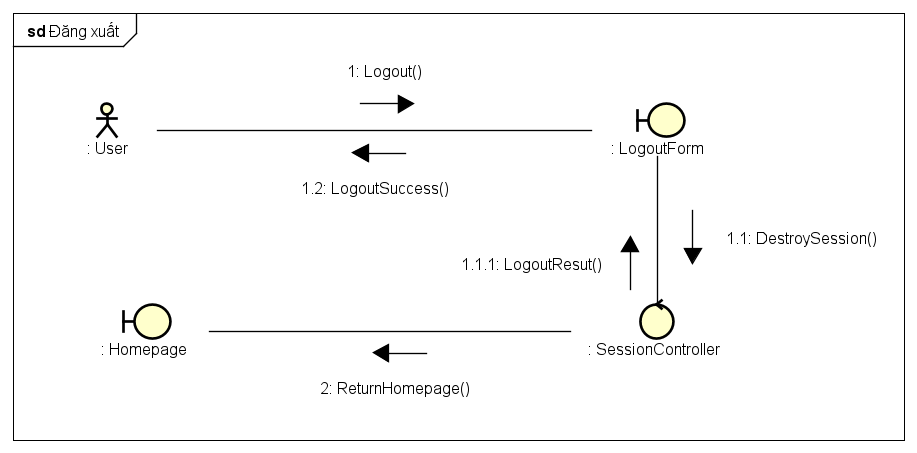 sd Đăng xuất
1: Logout()
: User
: LogoutForm
1.2: LogoutSuccess()
1.1: DestroySession()
1.1.1: LogoutResut()
: Homepage
: SessionController
2: ReturnHomepage()